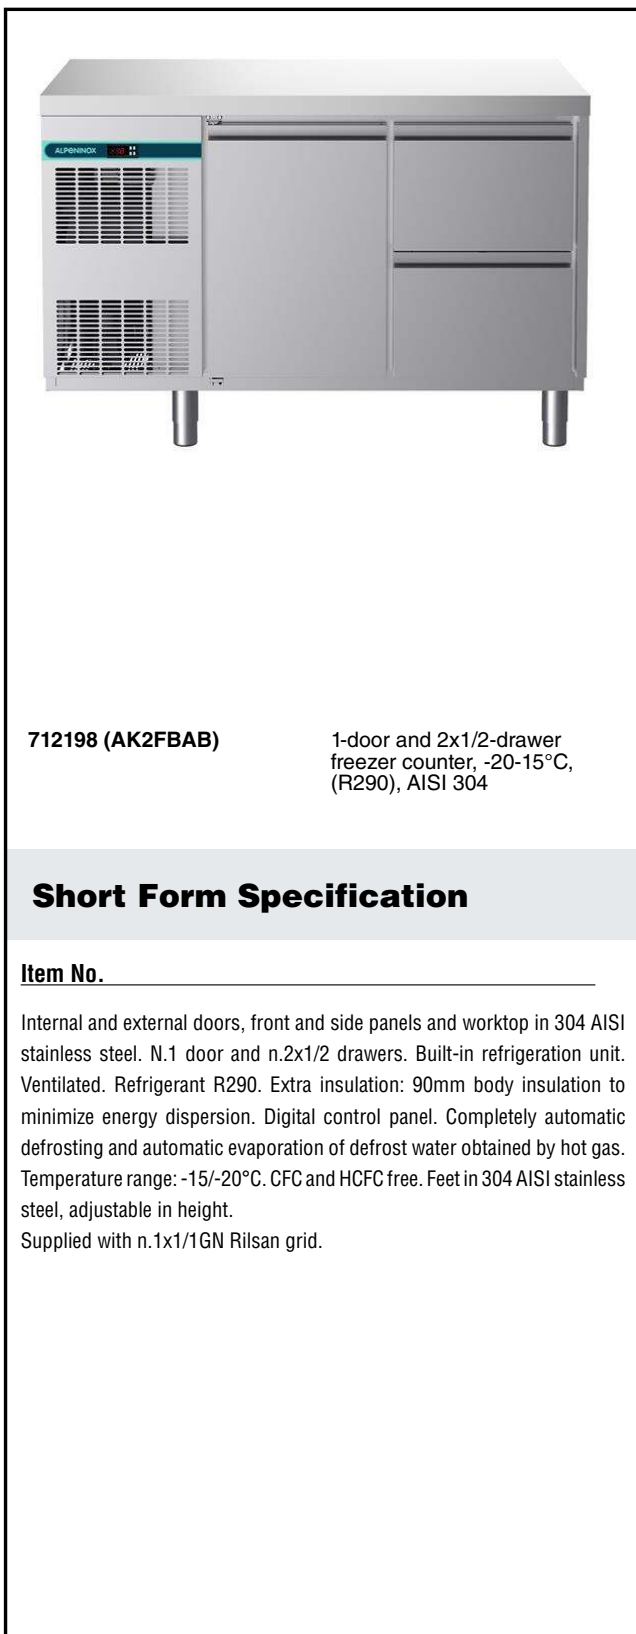 ALPENINOX
712198 (AK2FBAB)
1-door and 2x1/2-drawer
freezer counter, -20-15°C,
(R290), AISI 304
Short Form Specification
Item No.
Internal and external doors, front and side panels and worktop in 304 AISI
stainless steel. N.1 door and n.2x1/2 drawers. Built-in refrigeration unit.
Ventilated. Refrigerant R290. Extra insulation: 90mm body insulation to
minimize energy dispersion. Digital control panel. Completely automatic
defrosting and automatic evaporation of defrost water obtained by hot gas.
Temperature range: -15/-20°C. CFC and HCFC free. Feet in 304 AISI stainless
steel, adjustable in height.
Supplied with n.1x1/1GN Rilsan grid.